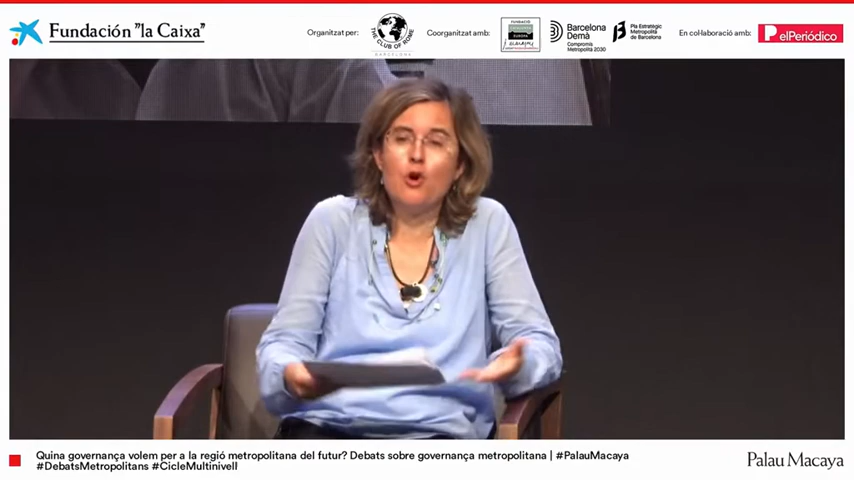 Fundación "la Caixa"
Organitzat per:
THE CLUB OF ROME
BARCELONA
Coorganitzat amb:
FUNDACIÓ
EUROPA
Barcelona
Demà
Compromís
Metropolità 2030
Pla Estratègic
Metropolità
de Barcelona
En col·laboració amb:
elPeriódico
Quina governança volem per a la regió metropolitana del futur? Debats sobre governança metropolitana | #PalauMacaya
#DebatsMetropolitans #CicleMultinivell
Palau Macaya